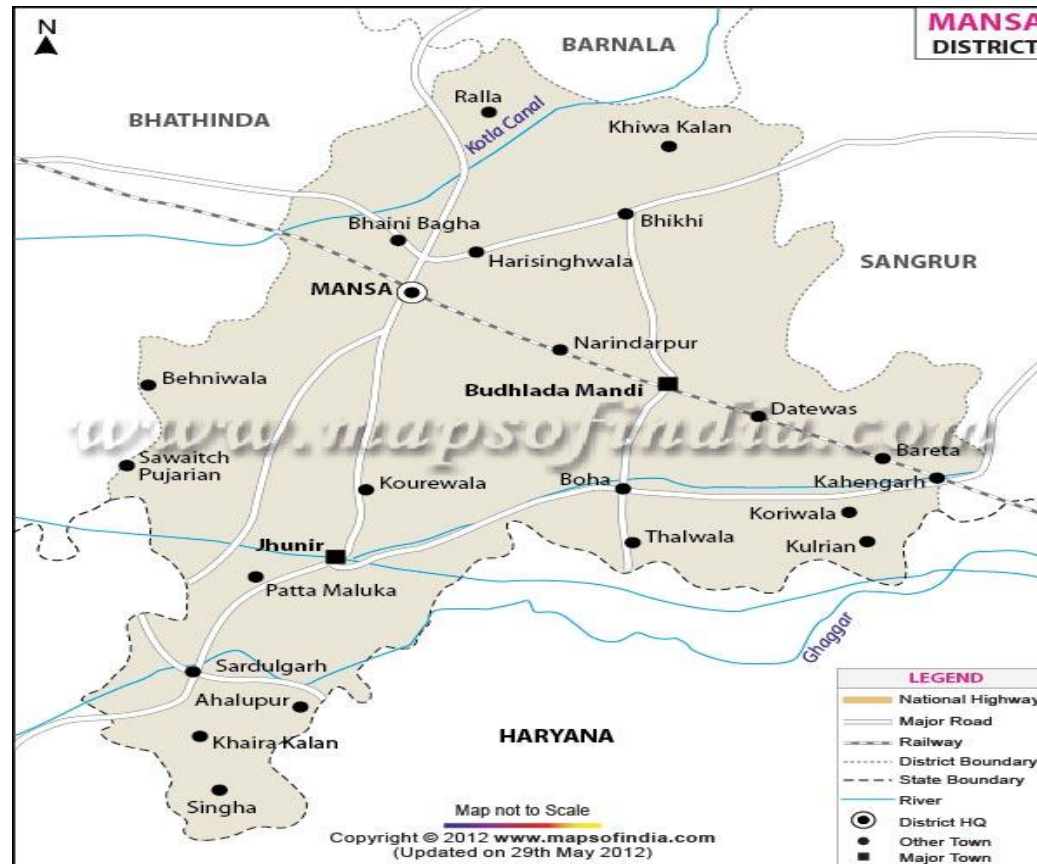 N
MANSA
DISTRICT
BARNALA
Ralla
BHATHINDA
Kotla Canal
Khiwa Kalan
Bhaini Bagha
Bhikhi
Harisinghwala
SANGRUR
MANSA
Narindarpur
Behniwala
Budhlada Mandi
Datewas
www.mapsofindia.com
Bareta
Sawaitch
Pujarian
Kourewala
Boha
Kahengarh
Koriwala
Thalwala
Kulrian
Jhunir
Patta Maluka
Ghaggar
Sardulgarh
Ahalupur
Khaira Kalan
HARYANA
Singha
LEGEND
National Highway
Major Road
Railway
District Boundary
State Boundary
River
District HQ
Other Town
Major Town
Map not to Scale
Copyright © 2012 www.mapsofindia.com
(Updated on 29th May 2012)